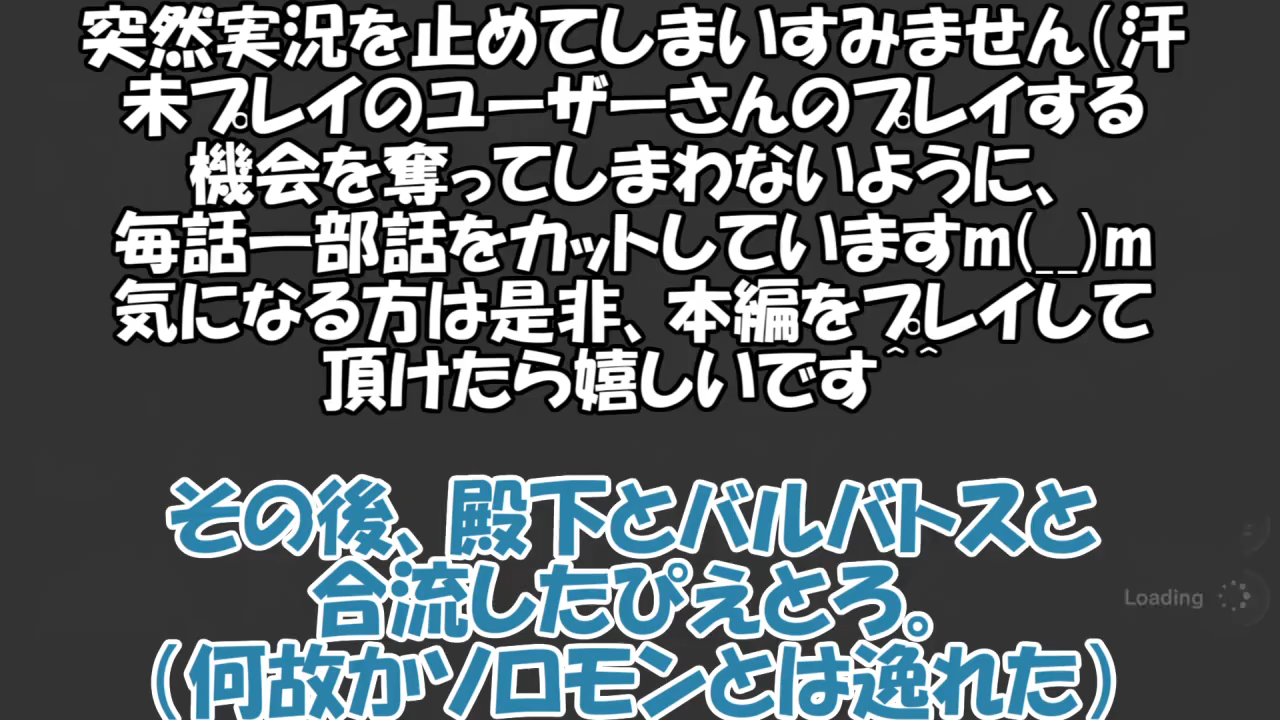 突然実況を止めてしまいすみません(汗
未プレイのユーザーさんのプレイする
機会を奪ってしまわないように、
毎話一部話をカットしていますm(__)m
気になる方は是非、本編をプレイして
頂けたら嬉しいです^^
その後、殿下とバルバトスと
合流したぴえとろ。
(何故かソロモンとは逸れた)
Loading